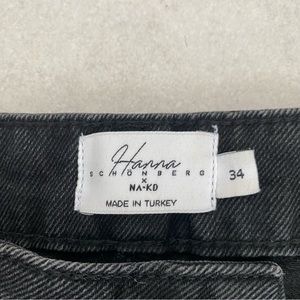 Hanna
SCHÖNBERG
x
NA-KD
MADE IN TURKEY
34